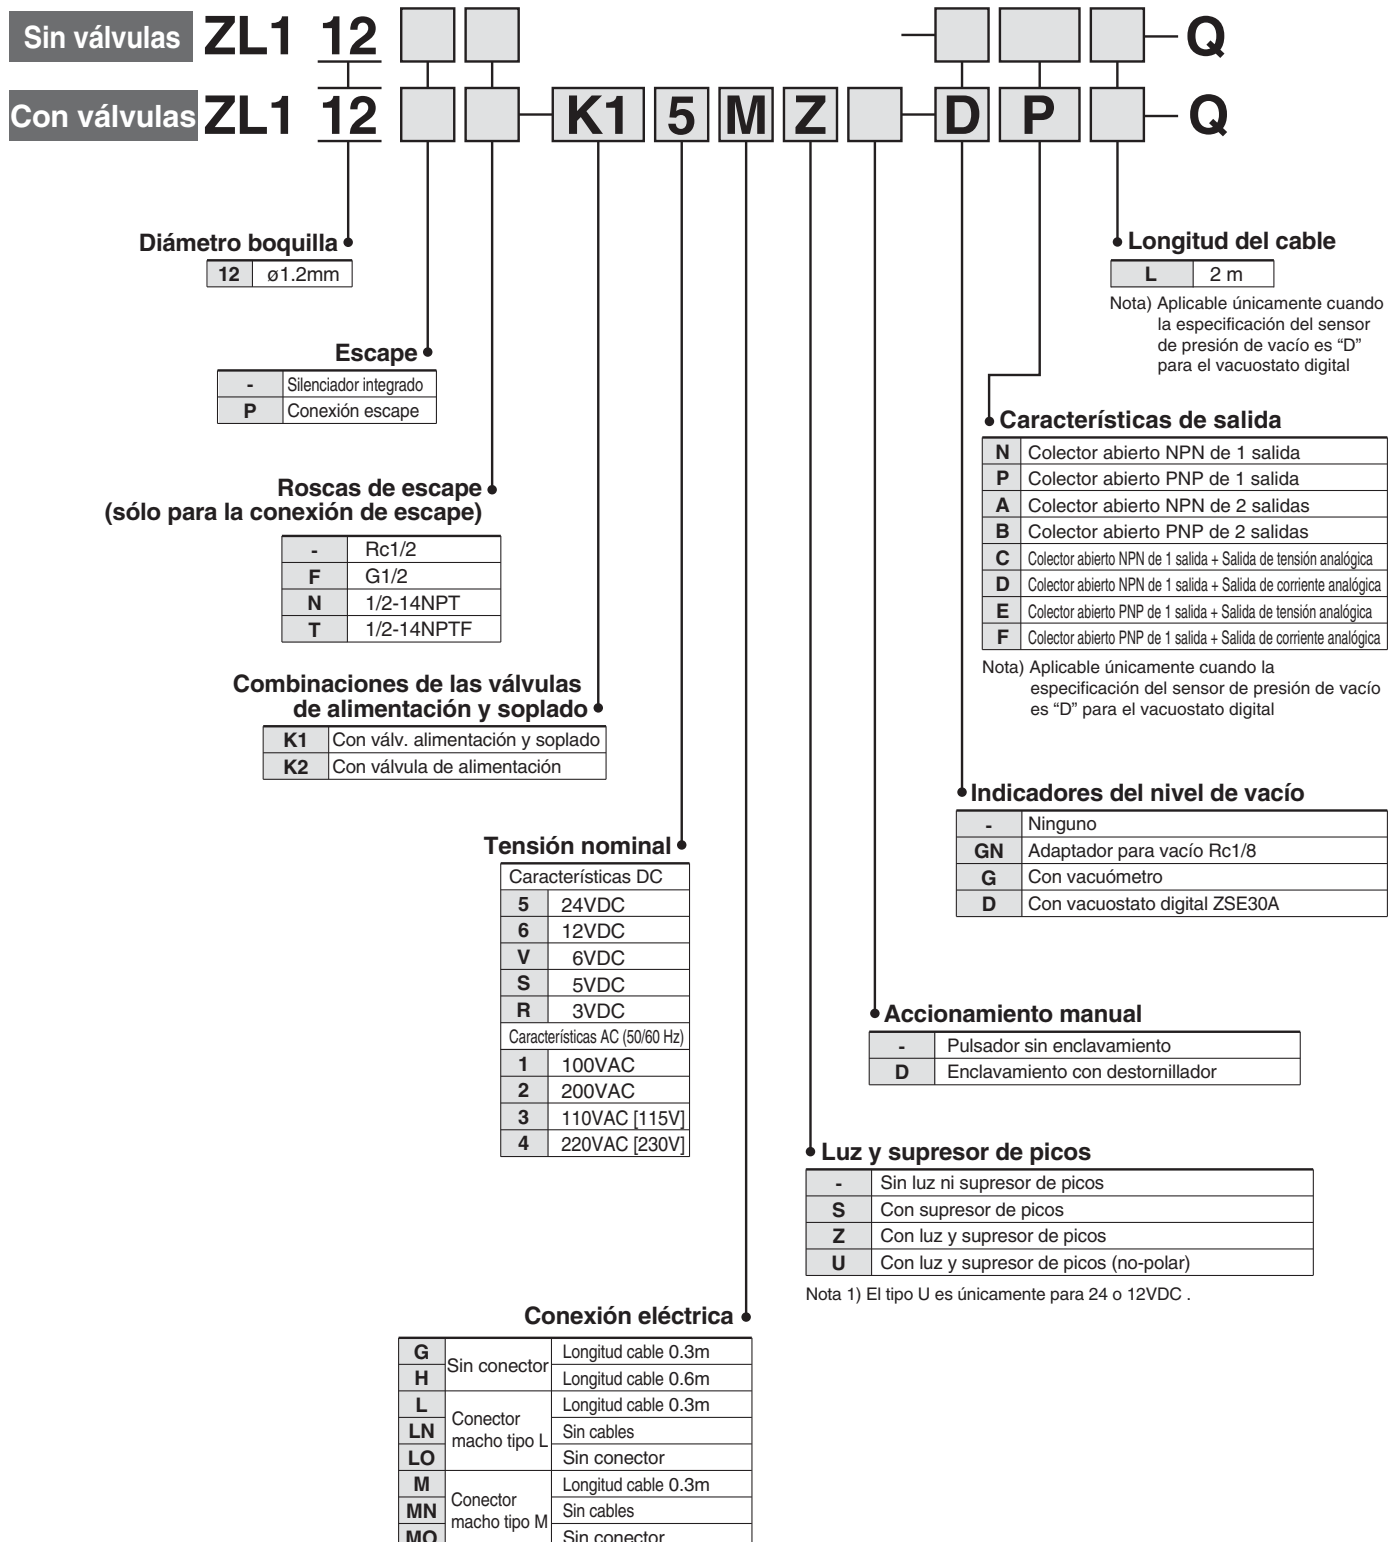 Sin válvulas ZL1 12 - Q
Con válvulas ZL1 12 - K1 5 M Z - D P - Q
Diámetro boquilla
12 ø1.2mm
Longitud del cable
L 2 m
Nota) Aplicable únicamente cuando
la especificación del sensor
de presión de vacío es “D”
para el vacuostato digital
Escape
- Silenciador integrado
P Conexión escape
Características de salida
N Colector abierto NPN de 1 salida
P Colector abierto PNP de 1 salida
A Colector abierto NPN de 2 salidas
B Colector abierto PNP de 2 salidas
C Colector abierto NPN de 1 salida + Salida de tensión analógica
D Colector abierto NPN de 1 salida + Salida de corriente analógica
E Colector abierto PNP de 1 salida + Salida de tensión analógica
F Colector abierto PNP de 1 salida + Salida de corriente analógica
Nota) Aplicable únicamente cuando la
especificación del sensor de presión de vacío
es “D” para el vacuostato digital
Roscas de escape
(sólo para la conexión de escape)
- Rc1/2
F G1/2
N 1/2-14NPT
T 1/2-14NPTF
Combinaciones de las válvulas
de alimentación y soplado
K1 Con válv. alimentación y soplado
K2 Con válvula de alimentación
Indicadores del nivel de vacío
- Ninguno
GN Adaptador para vacío Rc1/8
G Con vacuómetro
D Con vacuostato digital ZSE30A
Tensión nominal
Características DC
5 24VDC
6 12VDC
V 6VDC
S 5VDC
R 3VDC
Características AC (50/60 Hz)
1 100VAC
2 200VAC
3 110VAC [115V]
4 220VAC [230V]
Accionamiento manual
- Pulsador sin enclavamiento
D Enclavamiento con destornillador
Luz y supresor de picos
- Sin luz ni supresor de picos
S Con supresor de picos
Z Con luz y supresor de picos
U Con luz y supresor de picos (no-polar)
Nota 1) El tipo U es únicamente para 24 o 12VDC .
Conexión eléctrica
G Sin conector Longitud cable 0.3m
H Longitud cable 0.6m
L Conector macho tipo L Longitud cable 0.3m
LN Sin cables
LO Sin conector
M Conector macho tipo M Longitud cable 0.3m
MN Sin cables
MO Sin conector